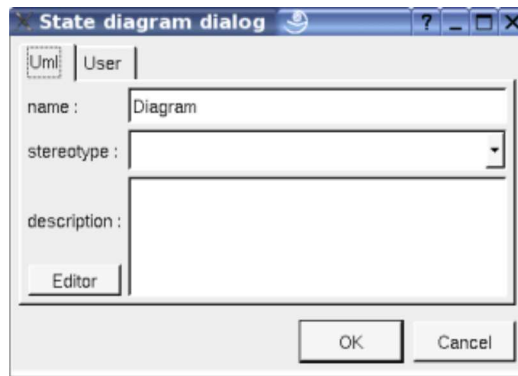 State diagram dialog ?
Uml User
name : Diagram
stereotype :
description :
Editor
OK Cancel